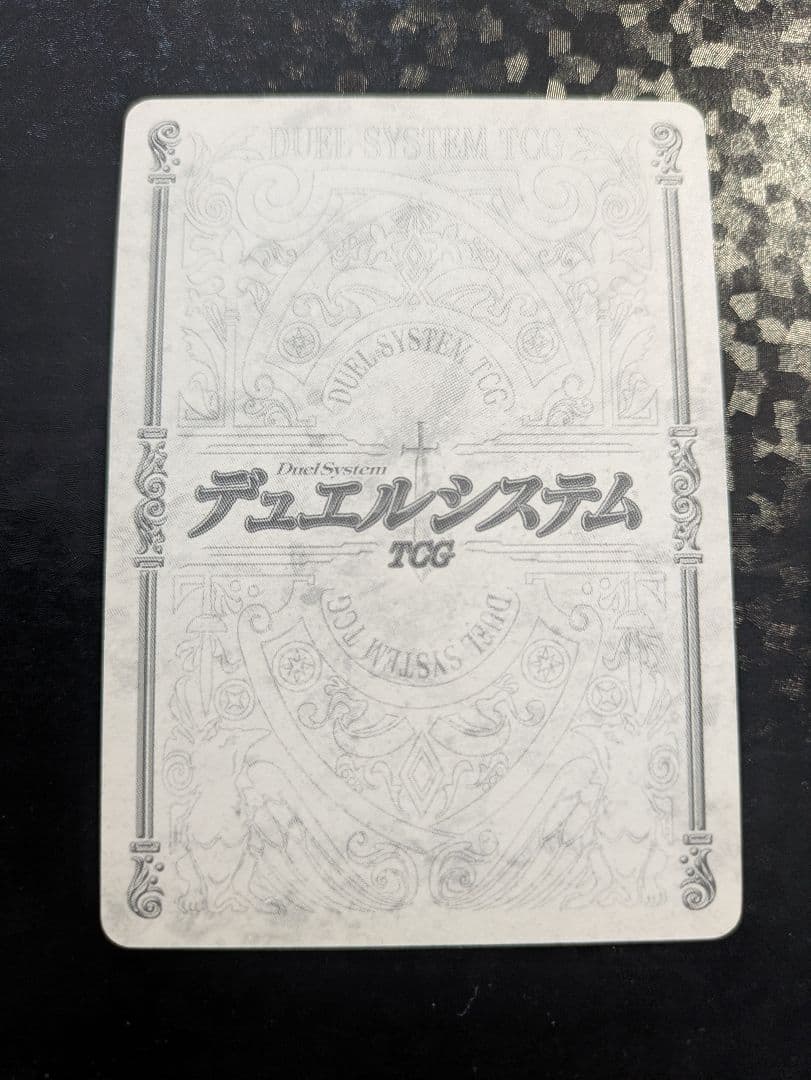 DUEL SYSTEM TCG
DUEL SYSTEM TCG
Duel System
デュエルシステム
TCG
DUEL SYSTEM TCG